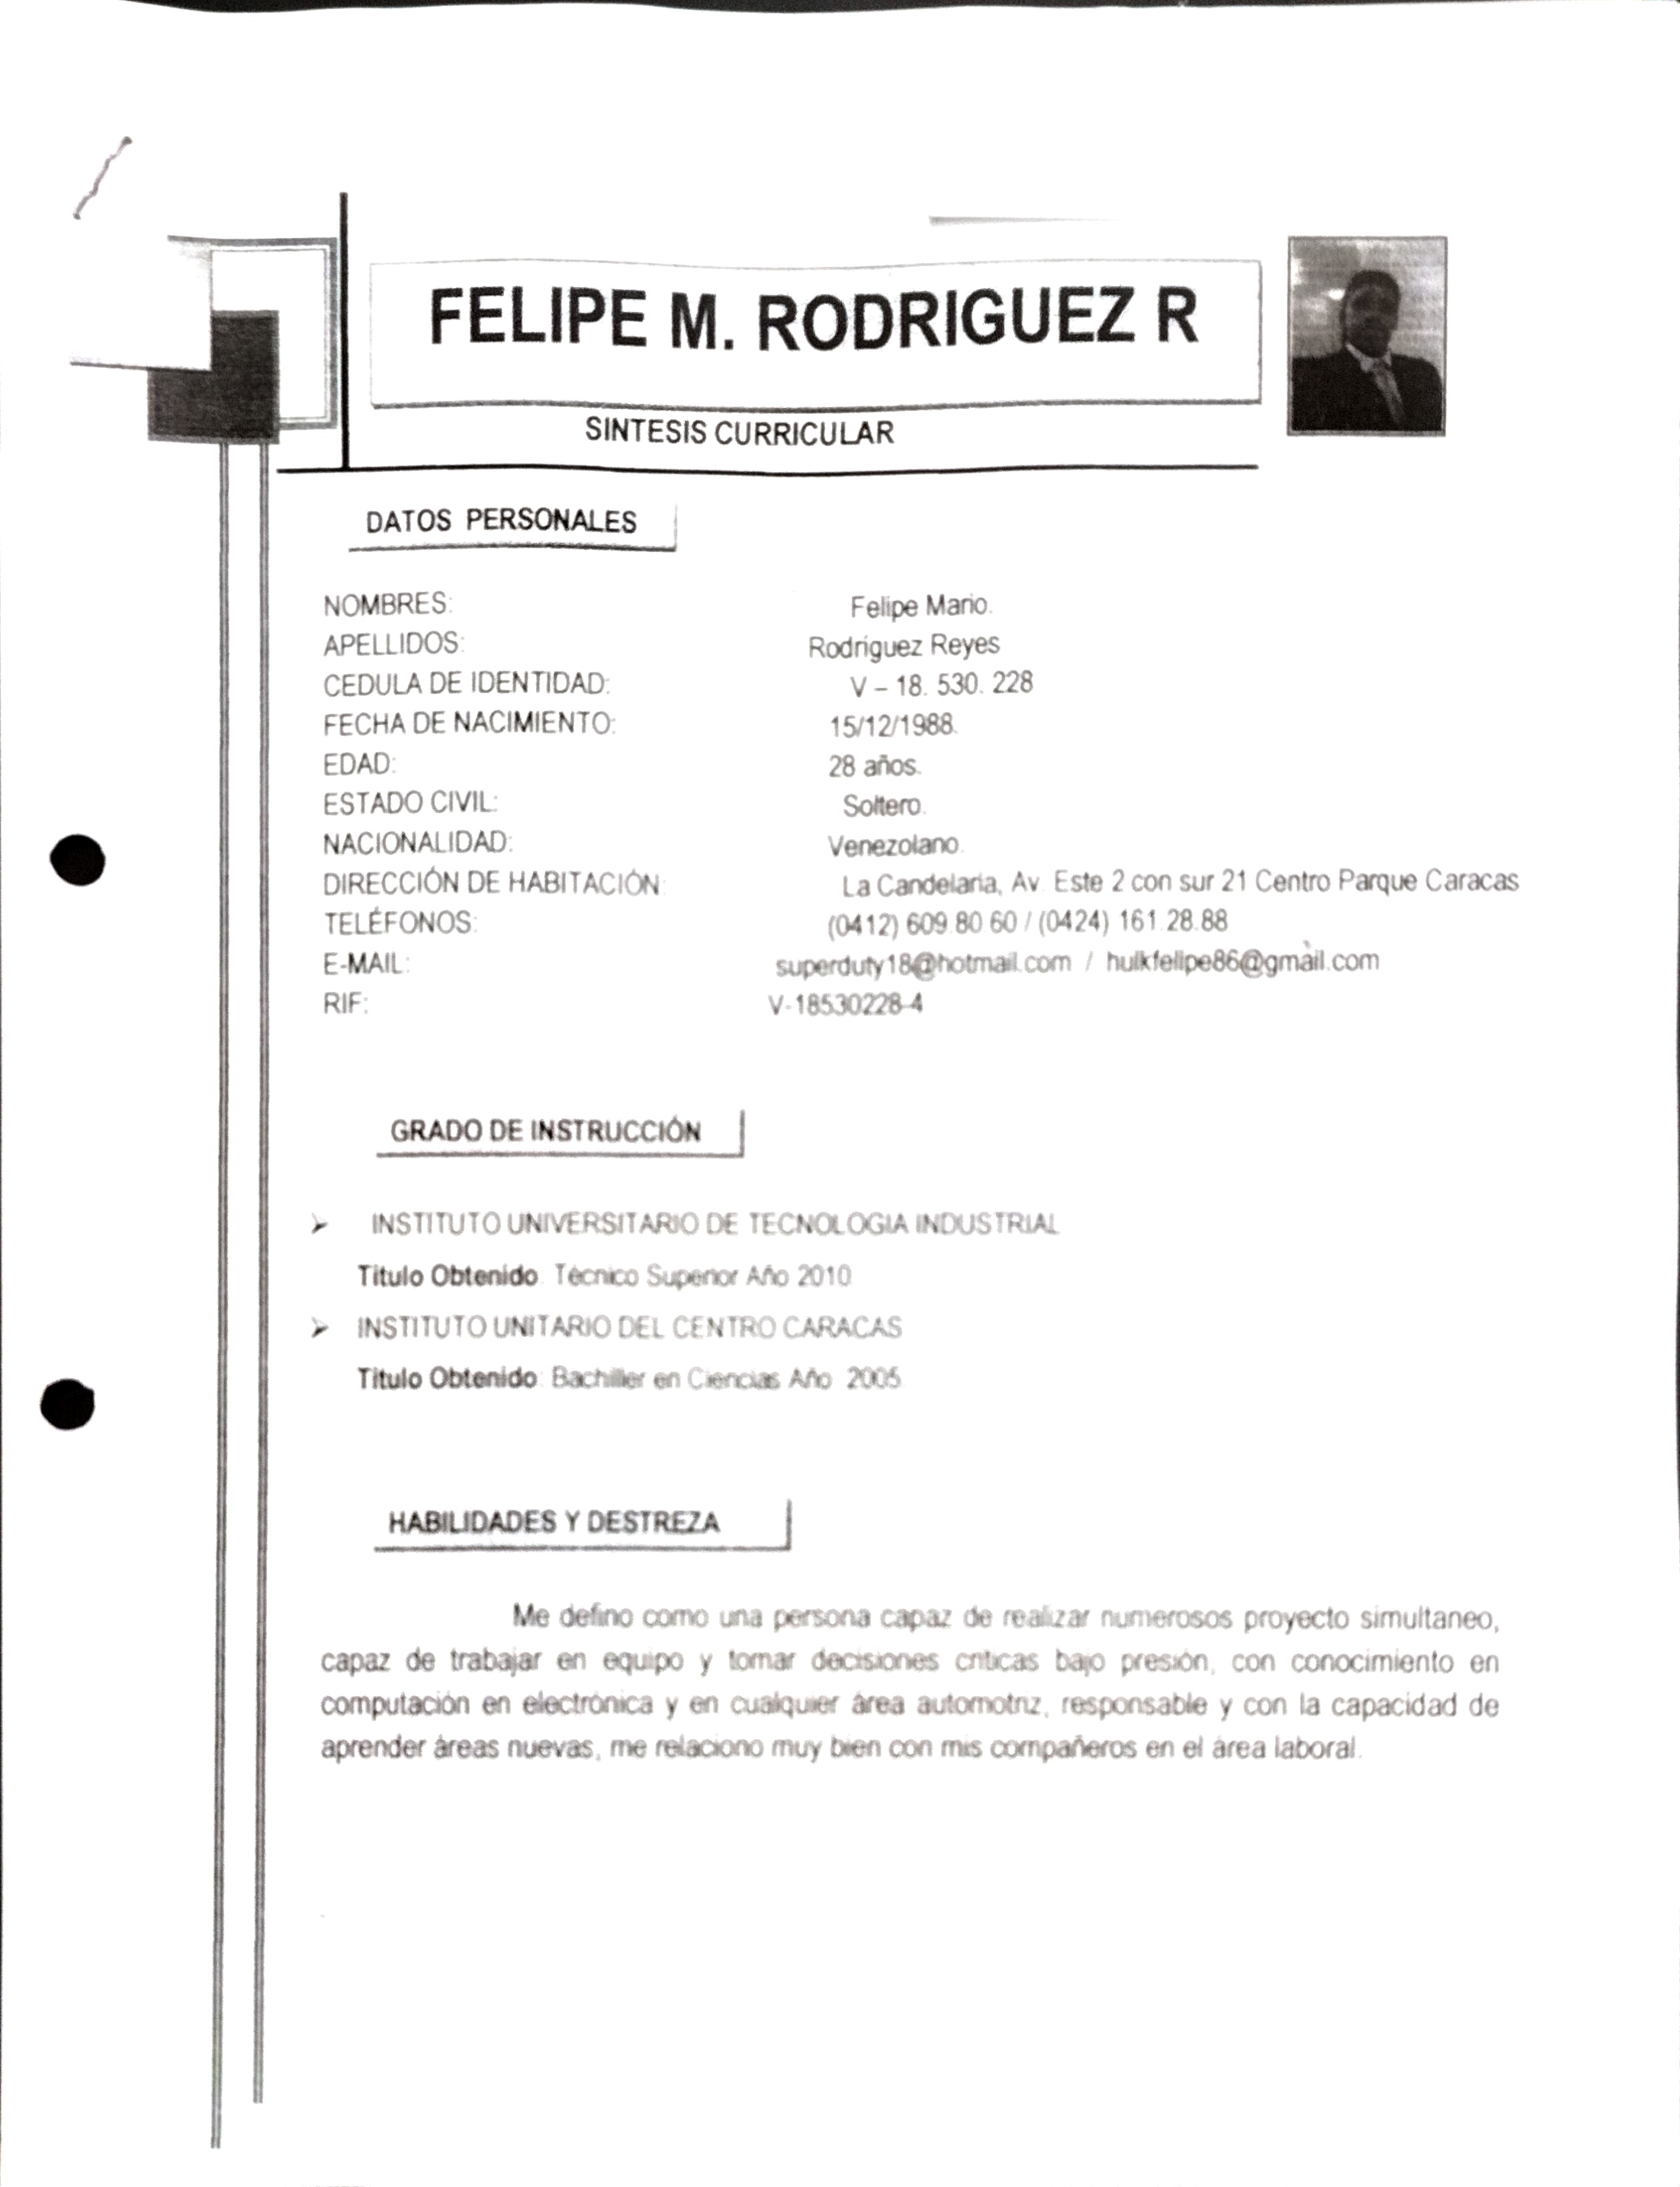 FELIPE M. RODRIGUEZ R
SINTESIS CURRICULAR
DATOS PERSONALES
NOMBRES: Felipe Mario.
APELLIDOS: Rodríguez Reyes
CEDULA DE IDENTIDAD: V – 18. 530. 228
FECHA DE NACIMIENTO: 15/12/1988.
EDAD: 28 años.
ESTADO CIVIL: Soltero.
NACIONALIDAD: Venezolano.
DIRECCIÓN DE HABITACIÓN: La Candelaria, Av. Este 2 con sur 21 Centro Parque Caracas
TELÉFONOS: (0412) 609.80.60 / (0424) 161.28.88
E-MAIL: superduty18@hotmail.com / hulkfelipe86@gmail.com
RIF: V-18530228-4
GRADO DE INSTRUCCIÓN
➢ INSTITUTO UNIVERSITARIO DE TECNOLOGIA INDUSTRIAL
Titulo Obtenido: Técnico Superior Año 2010
➢ INSTITUTO UNITARIO DEL CENTRO CARACAS
Titulo Obtenido: Bachiller en Ciencias Año 2005
HABILIDADES Y DESTREZA
Me defino como una persona capaz de realizar numerosos proyecto simultaneo,
capaz de trabajar en equipo y tomar decisiones criticas bajo presión, con conocimiento en
computación en electrónica y en cualquier área automotriz, responsable y con la capacidad de
aprender áreas nuevas, me relaciono muy bien con mis compañeros en el área laboral.